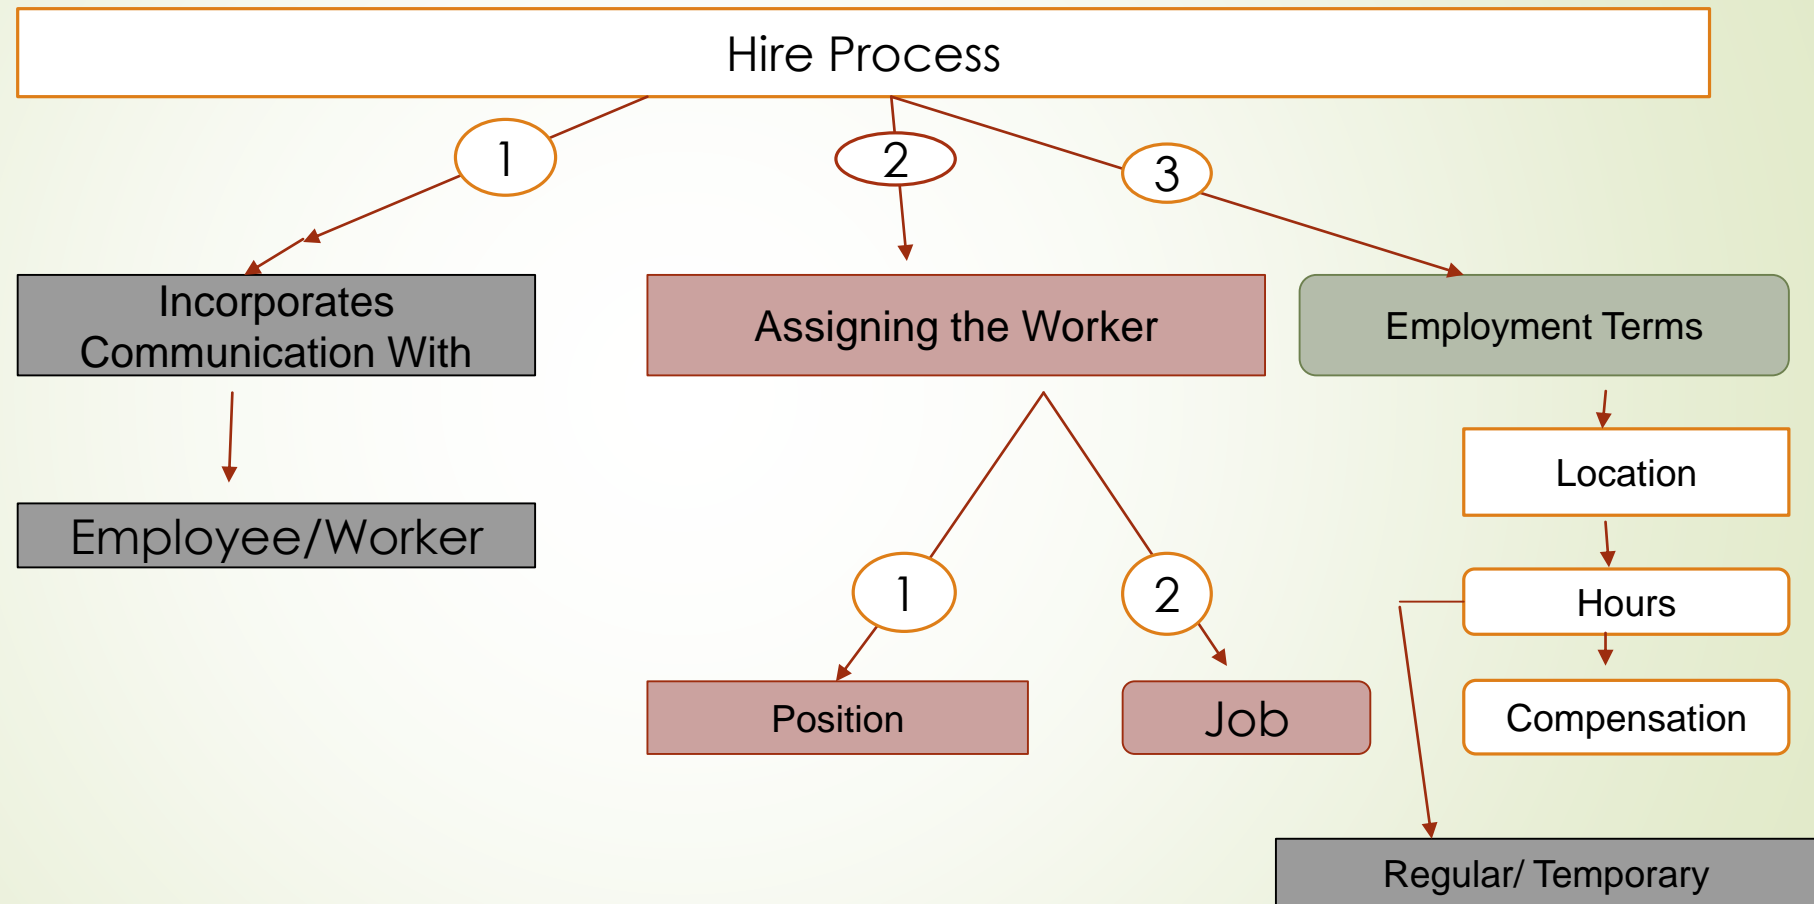 Hire Process
1
2
3
Incorporates
Communication With
Assigning the Worker
Employment Terms
Location
Employee/Worker
Hours
1
2
Position
Job
Compensation
Regular/ Temporary